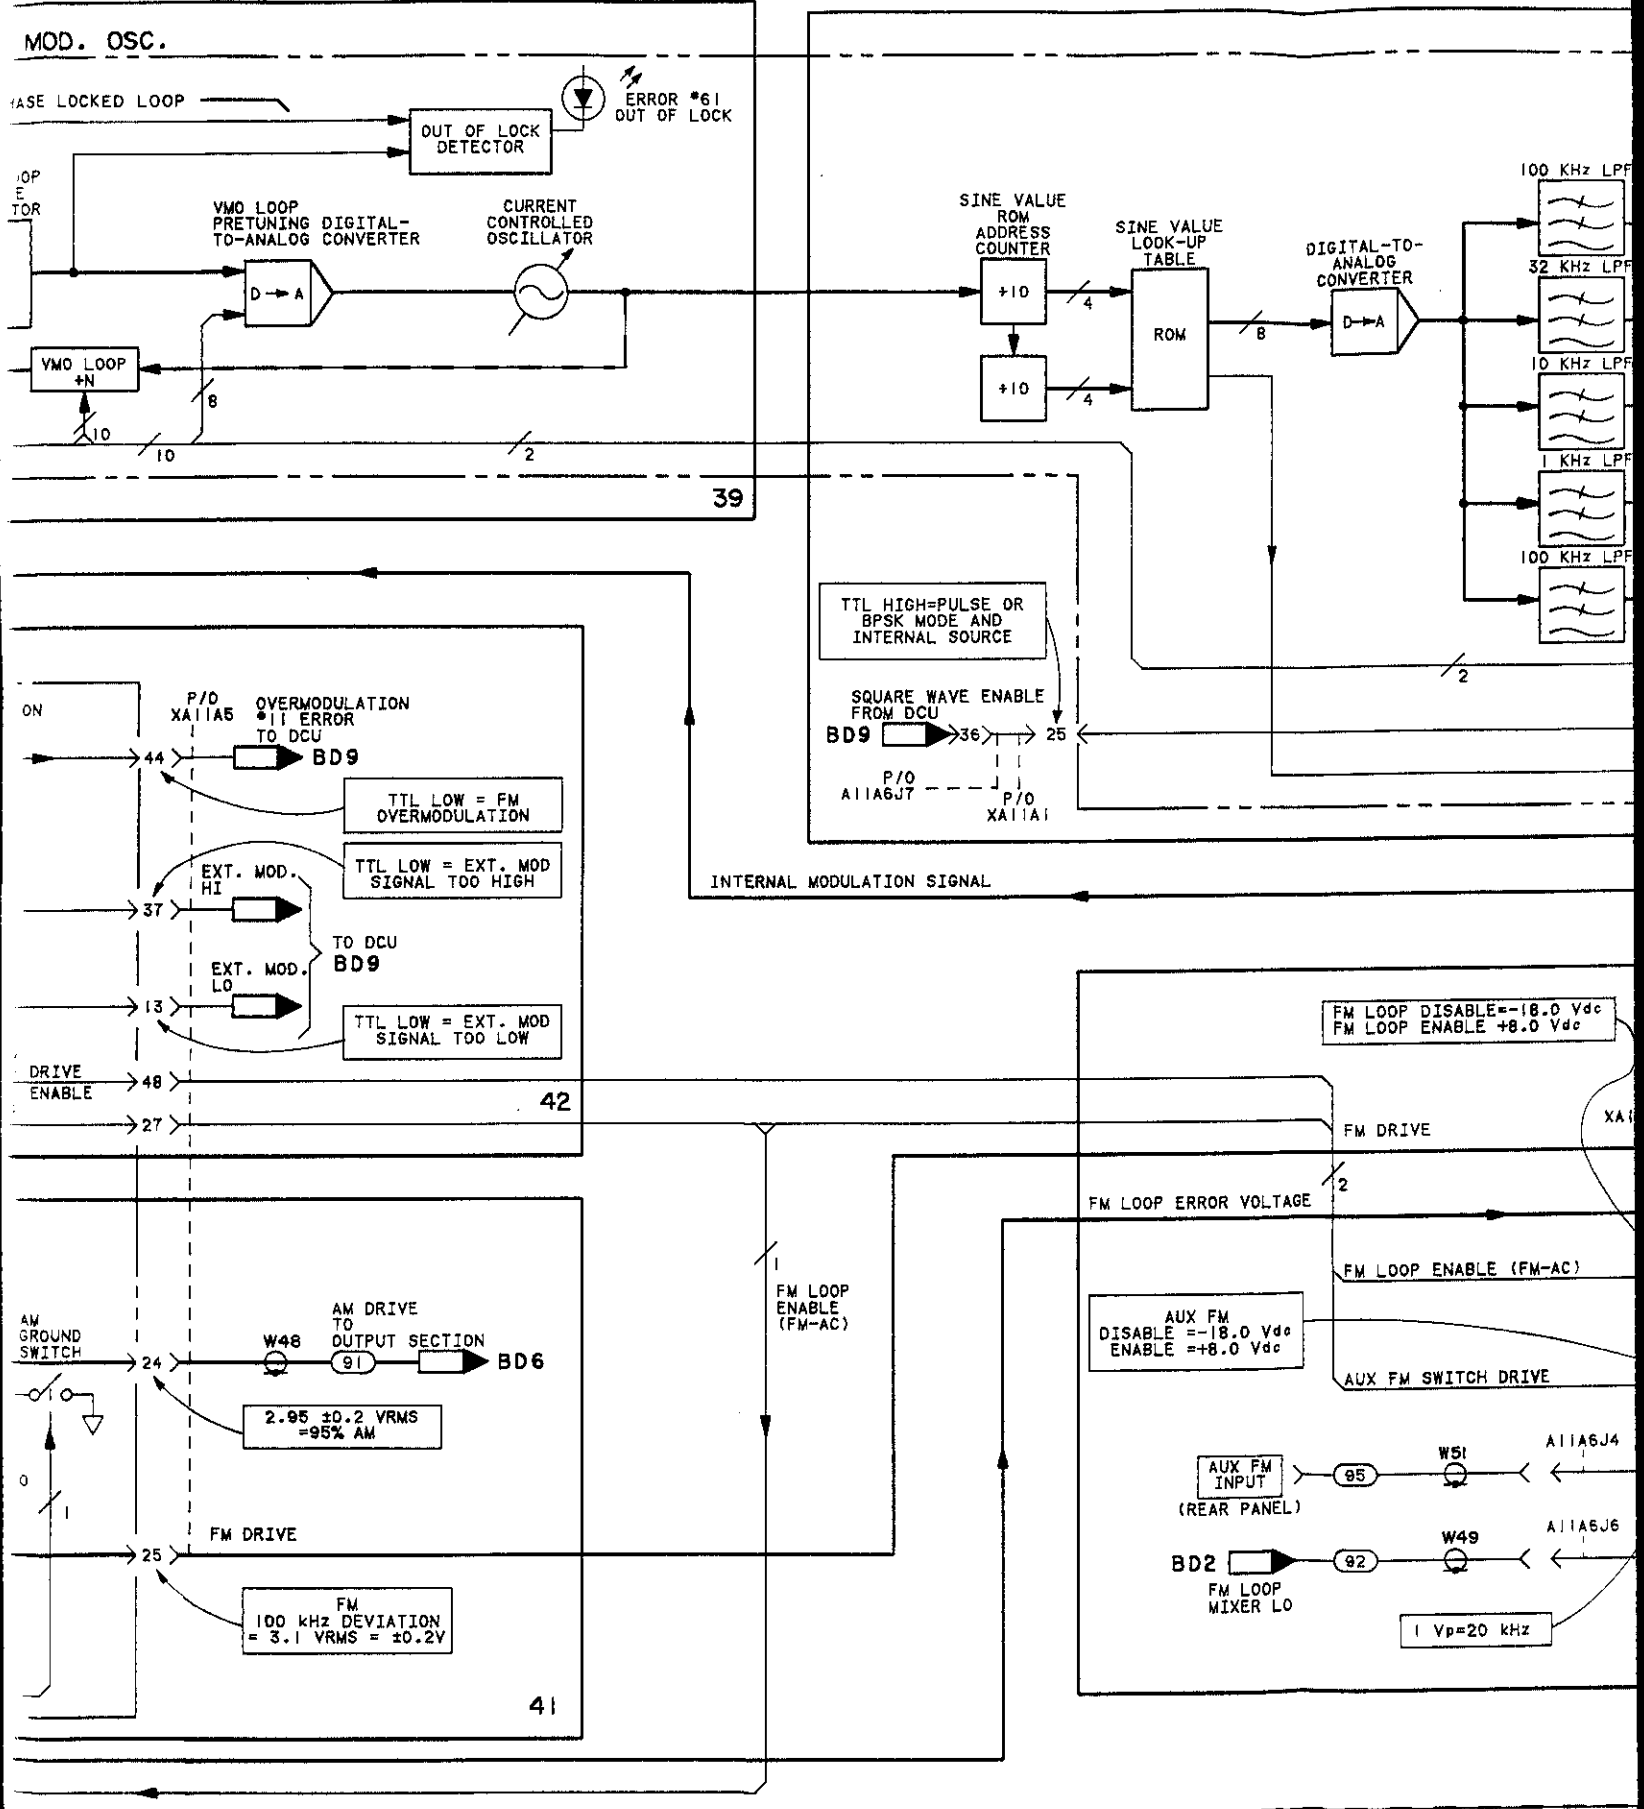 MOD. OSC.
ASE LOCKED LOOP
OUT OF LOCK
DETECTOR
ERROR #61
OUT OF LOCK
OP
E
TOR
VMO LOOP
PRETUNING DIGITAL-
TO-ANALOG CONVERTER
D→A
CURRENT
CONTROLLED
OSCILLATOR
VMO LOOP
÷N
10
10
8
2
39
SINE VALUE
ROM
ADDRESS
COUNTER
÷10
÷10
4
4
SINE VALUE
LOOK-UP
TABLE
ROM
8
DIGITAL-TO-
ANALOG
CONVERTER
D→A
100 KHz LPF
32 KHz LPF
10 KHz LPF
1 KHz LPF
100 KHz LPF
TTL HIGH=PULSE OR
BPSK MODE AND
INTERNAL SOURCE
2
SQUARE WAVE ENABLE
FROM DCU
BD9
36
25
P/O
A11A6J7
P/O
XA11A1
ON
P/O
XA11A5
OVERMODULATION
#11 ERROR
TO DCU
44
BD9
TTL LOW = FM
OVERMODULATION
TTL LOW = EXT. MOD
SIGNAL TOO HIGH
EXT. MOD.
HI
37
TO DCU
BD9
EXT. MOD.
LO
13
TTL LOW = EXT. MOD
SIGNAL TOO LOW
DRIVE
ENABLE
48
27
42
INTERNAL MODULATION SIGNAL
FM LOOP DISABLE=-18.0 Vdc
FM LOOP ENABLE +8.0 Vdc
XA1
FM DRIVE
2
FM LOOP ERROR VOLTAGE
1
FM LOOP
ENABLE
(FM-AC)
FM LOOP ENABLE (FM-AC)
AUX FM
DISABLE =-18.0 Vdc
ENABLE =+8.0 Vdc
AUX FM SWITCH DRIVE
AM
GROUND
SWITCH
24
W48
AM DRIVE
TO
OUTPUT SECTION
91
BD6
2.95 ±0.2 VRMS
=95% AM
0
1
25
FM DRIVE
FM
100 kHz DEVIATION
= 3.1 VRMS = ±0.2V
41
AUX FM
INPUT
(REAR PANEL)
95
W51
A11A6J4
BD2
FM LOOP
MIXER LO
92
W49
A11A6J6
1 Vp=20 kHz